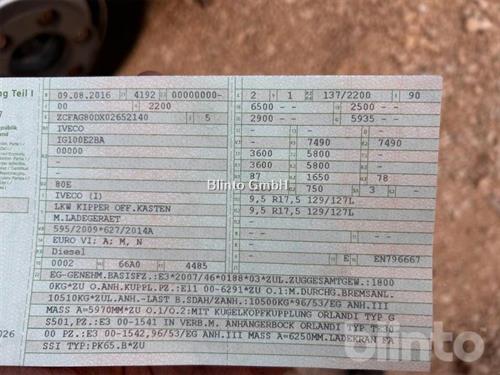 ng Teil I
09.08.2016 4192 00000000- 2 1 137/2200 90
00 2200 6500 - - 2500 - -
ZCFAG80DX02652140 5 2900 - - 5935 - -
IVECO
IG100E2BA - 7490 7490
00000 3600 5800 -
- 3600 5800 -
87 1650 78
80E 750 3 -
Blinto GmbH
IVECO (I) 9,5 R17,5 129/127L
LKW KIPPER OFF.KASTEN 9,5 R17,5 129/127L
M.LADEGERAET
595/2009*627/2014A
EURO VI; A; M, N
Diesel E EN796667
0002 66A0 4485
EG-GENEHM.BASISFZ.:E3*2007/46*0188*03*ZUL.ZUGGESAMTGEW.:1800
0KG*ZU O.ANH.KUPPL.PZ.:E11 00-6291*ZU O.1:M.DURCHG.BREMSANL.
10510KG*ZUL.ANH.-LAST B.SDAH/ZANH:10500KG*96/53/EG ANH.III
MASS A=5970MM*ZU O.1/O.2:MIT KUGELKOPFKUPPLUNG ORLANDI TYP G
S501,PZ.:E3 00-1541 IN VERB.M. ANHÄNGERBOCK ORLANDI TYP
00 PZ.:E3 00-1542,96/53/EG ANH.III MASS A=6250MM.LADEKRAN FA
SSI TYP:PK65.B*ZU
026
blinto